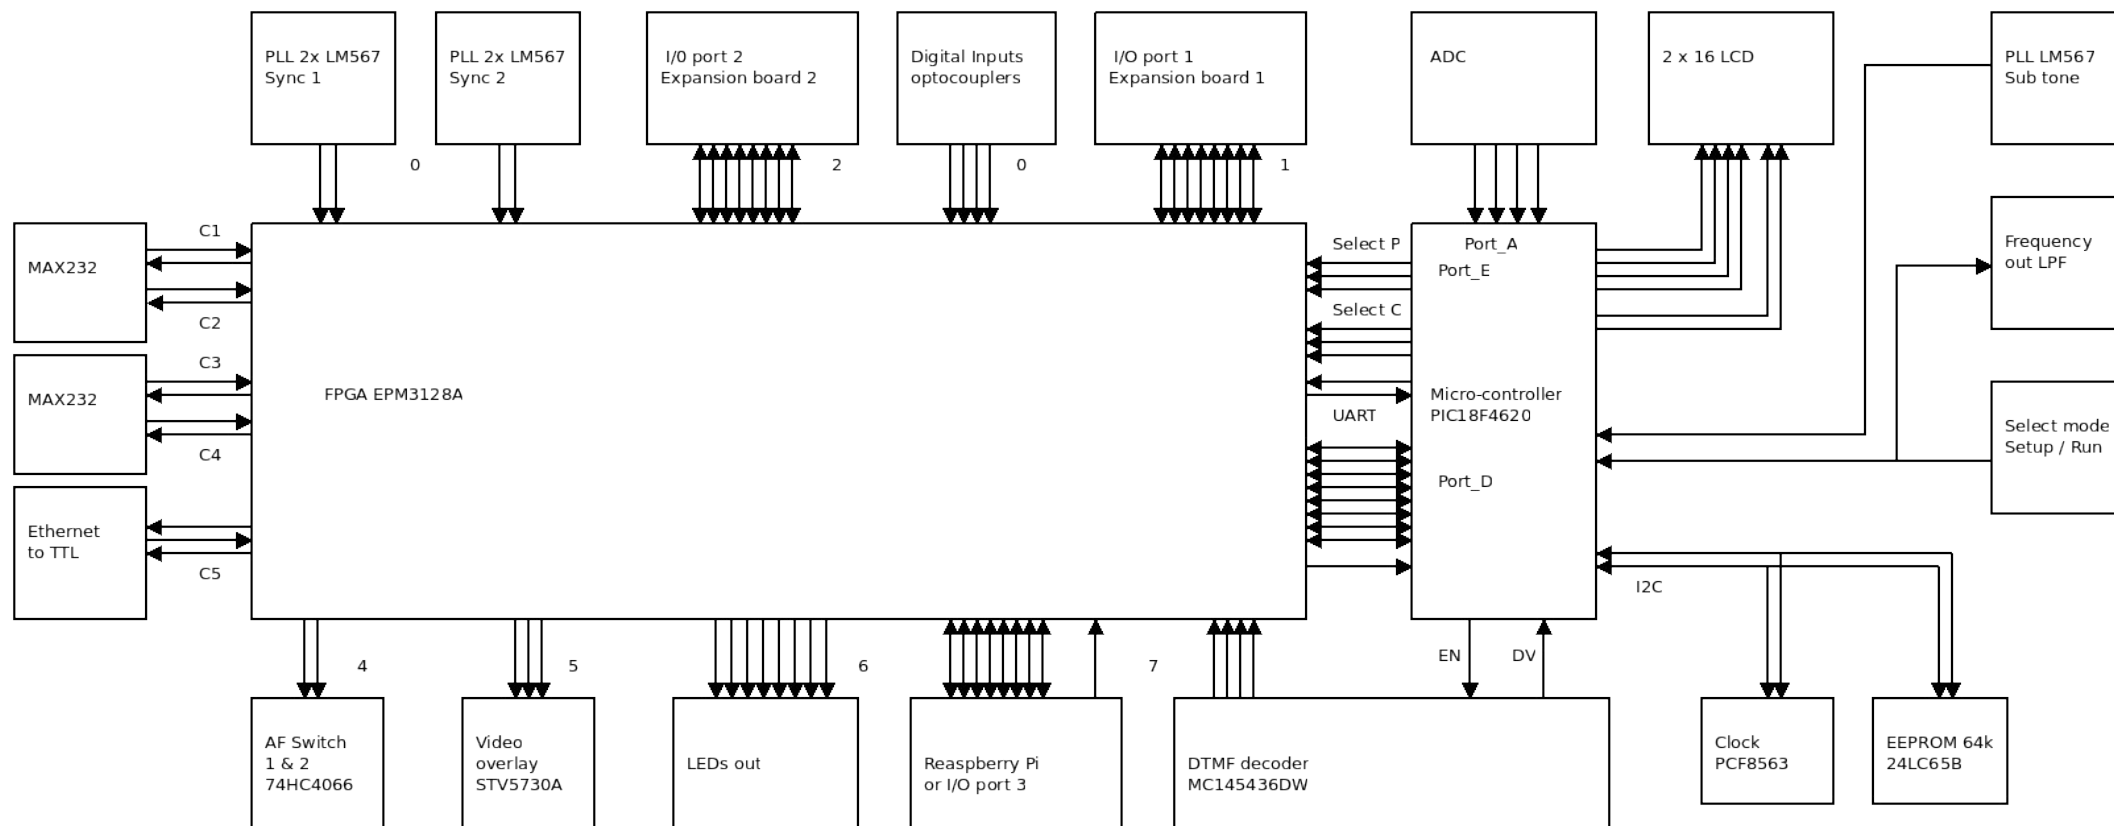 PLL 2x LM567
Sync 1
PLL 2x LM567
Sync 2
I/0 port 2
Expansion board 2
Digital Inputs
optocouplers
I/O port 1
Expansion board 1
ADC
2 x 16 LCD
PLL LM567
Sub tone
0
2
0
1
MAX232
C1
C2
Select P
Port_A
Port_E
Select C
Frequency
out LPF
MAX232
C3
C4
FPGA EPM3128A
Micro-controller
PIC18F4620
UART
Port_D
Select mode
Setup / Run
Ethernet
to TTL
C5
I2C
4
5
6
7
EN
DV
AF Switch
1 & 2
74HC4066
Video
overlay
STV5730A
LEDs out
Reaspberry Pi
or I/O port 3
DTMF decoder
MC145436DW
Clock
PCF8563
EEPROM 64k
24LC65B